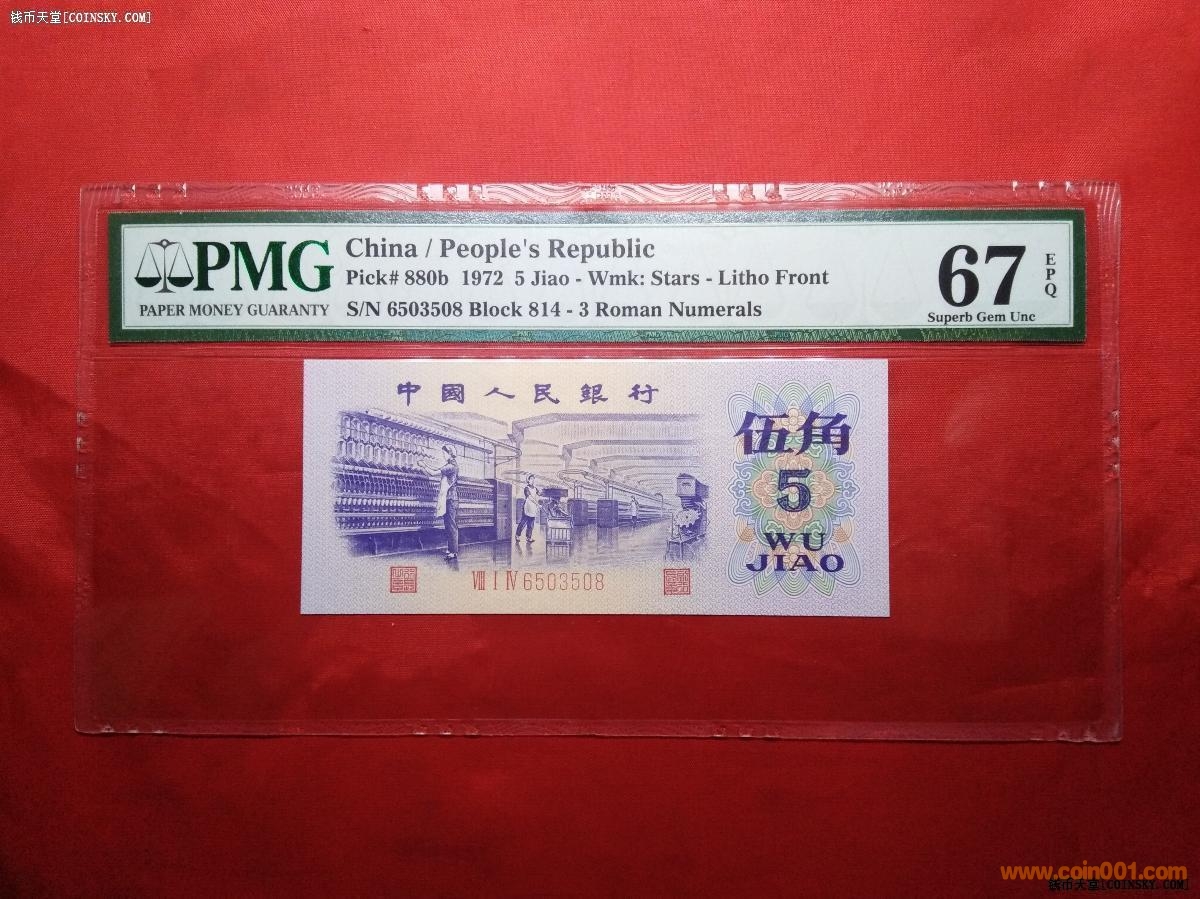 钱币天堂[COINSKY.COM]
PMG
PAPER MONEY GUARANTY
China / People's Republic
Pick# 880b 1972 5 Jiao - Wmk: Stars - Litho Front
S/N 6503508 Block 814 - 3 Roman Numerals
67
EPQ
Superb Gem Unc
中國人民銀行
伍角
5
WU
JIAO
VIII I IV 6503508
www.coin001.com
钱币天堂[COINSKY.COM]